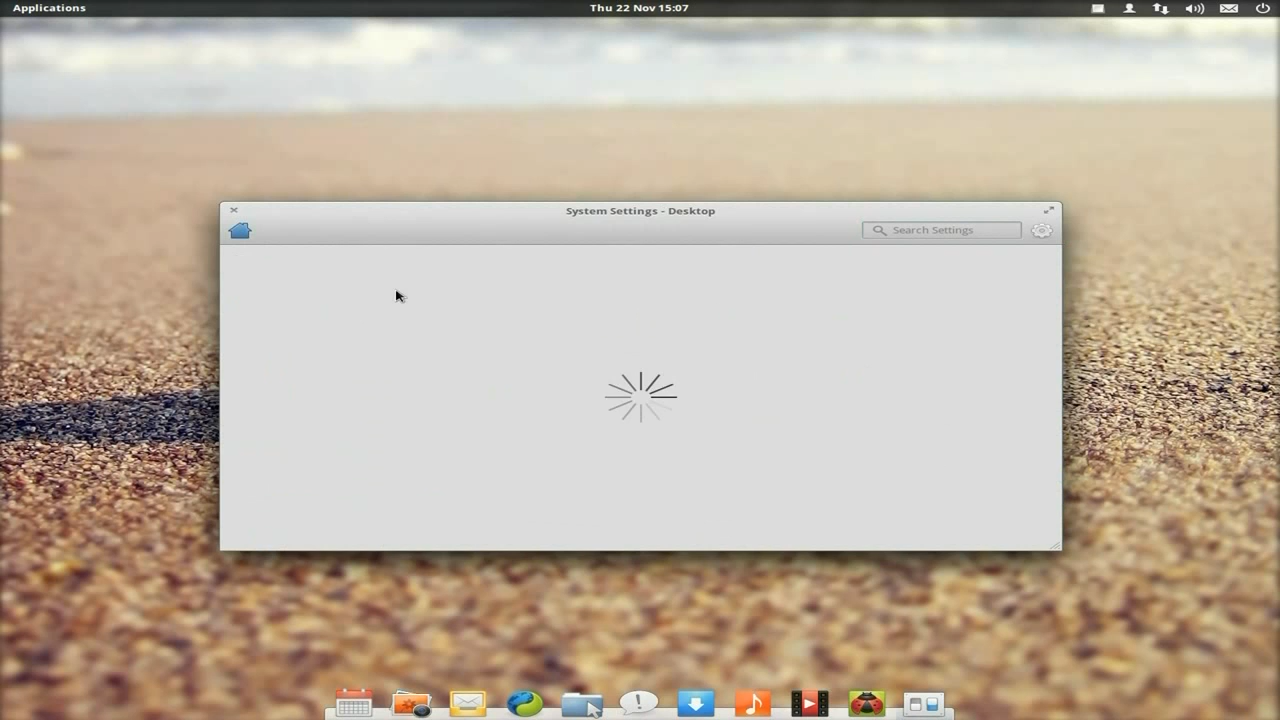 Applications
Thu 22 Nov 15:07
System Settings - Desktop
Search Settings